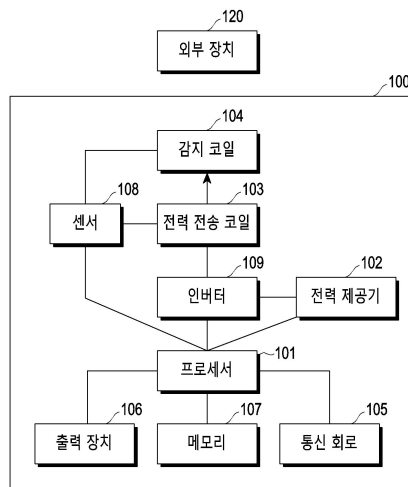 120
외부 장치
100
104
감지 코일
108
103
센서
전력 전송 코일
109
102
인버터
전력 제공기
101
프로세서
106
107
105
출력 장치
메모리
통신 회로